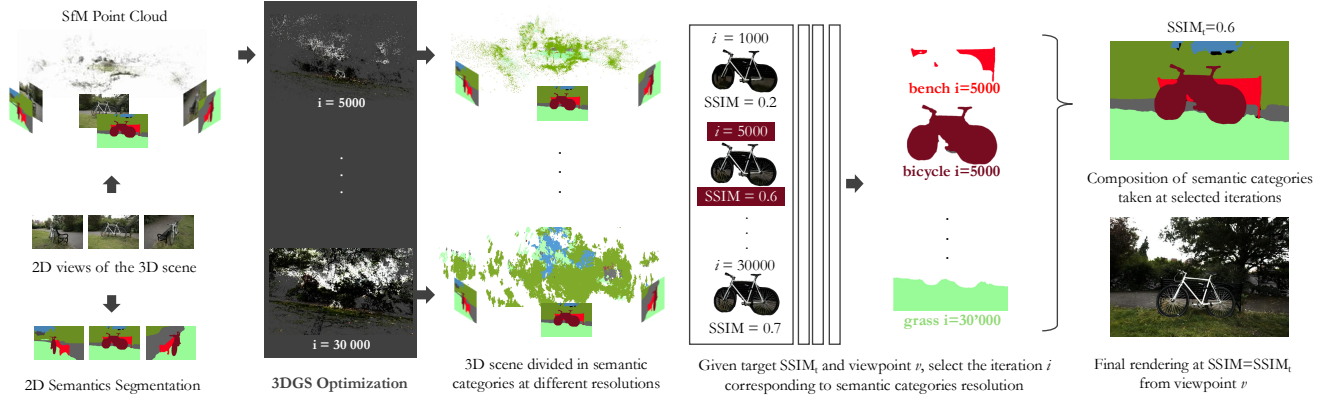 SfM Point Cloud
2D views of the 3D scene
2D Semantics Segmentation
i = 5000
.
.
.
i = 30 000
3DGS Optimization
.
.
.
3D scene divided in semantic
categories at different resolutions
i = 1000
SSIM = 0.2
i = 5000
SSIM = 0.6
.
.
.
i = 30000
SSIM = 0.7
Given target SSIMₜ and viewpoint v, select the iteration i
corresponding to semantic categories resolution
bench i=5000
bicycle i=5000
.
.
.
grass i=30'000
SSIMₜ=0.6
Composition of semantic categories
taken at selected iterations
Final rendering at SSIM=SSIMₜ
from viewpoint v